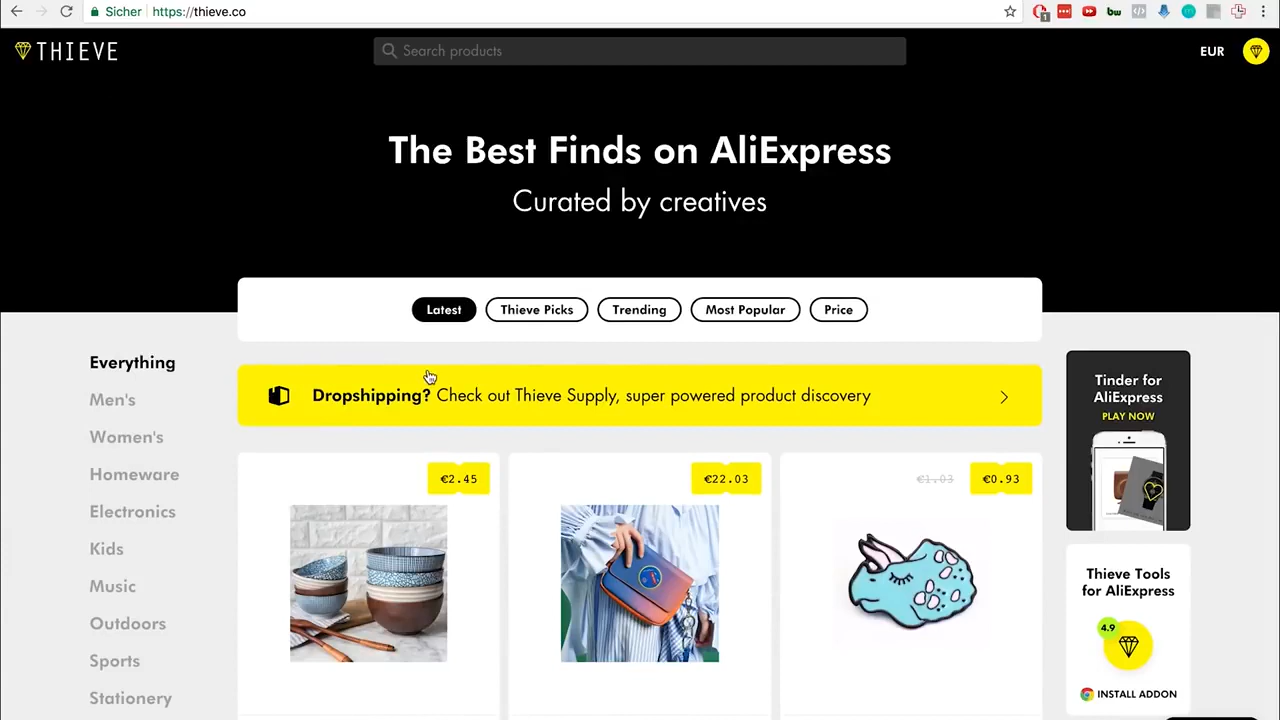 Sicher
https://thieve.co
1
THIEVE
Search products
EUR
The Best Finds on AliExpress
Curated by creatives
Latest
Thieve Picks
Trending
Most Popular
Price
Everything
Men's
Women's
Homeware
Electronics
Kids
Music
Outdoors
Sports
Stationery
Dropshipping? Check out Thieve Supply, super powered product discovery
€2.45
€22.03
€1.03
€0.93
Tinder for
AliExpress
PLAY NOW
Thieve Tools
for AliExpress
4.9
INSTALL ADDON